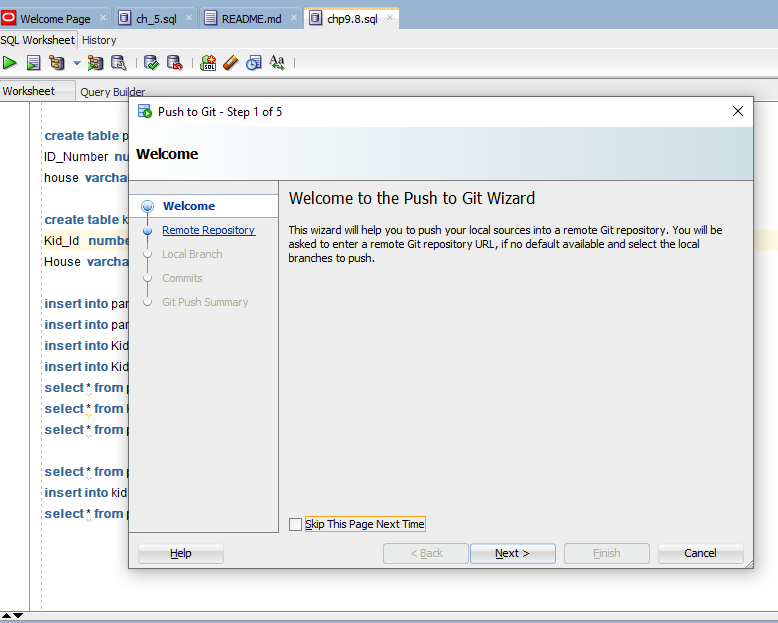 Welcome Page ch_5.sql README.md chp9.8.sql
SQL Worksheet History
Worksheet Query Builder
Push to Git - Step 1 of 5
Welcome
Welcome
Remote Repository
Local Branch
Commits
Git Push Summary
Welcome to the Push to Git Wizard
This wizard will help you to push your local sources into a remote Git repository. You will be
asked to enter a remote Git repository URL, if no default available and select the local
branches to push.
Skip This Page Next Time
Help < Back Next > Finish Cancel
create table p
ID_Number nu
house varcha
create table k
Kid_Id numbe
House varcha
insert into par
insert into par
insert into Kid
insert into Kid
select * from p
select * from
select * from p
select * from p
insert into kid
select * from p